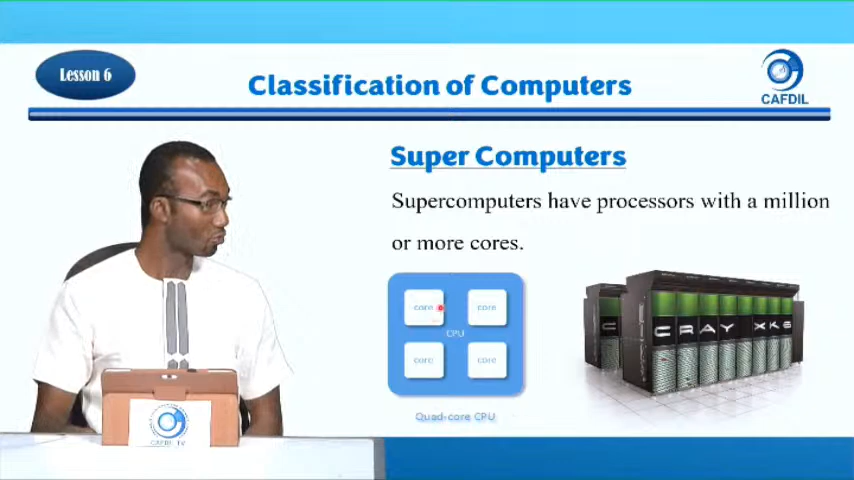 Lesson 6
Classification of Computers
CAFDIL
Super Computers
Supercomputers have processors with a million
or more cores.
core
core
CPU
core
core
Quad-core CPU
CRAY XK6
C
CAFDIL TV